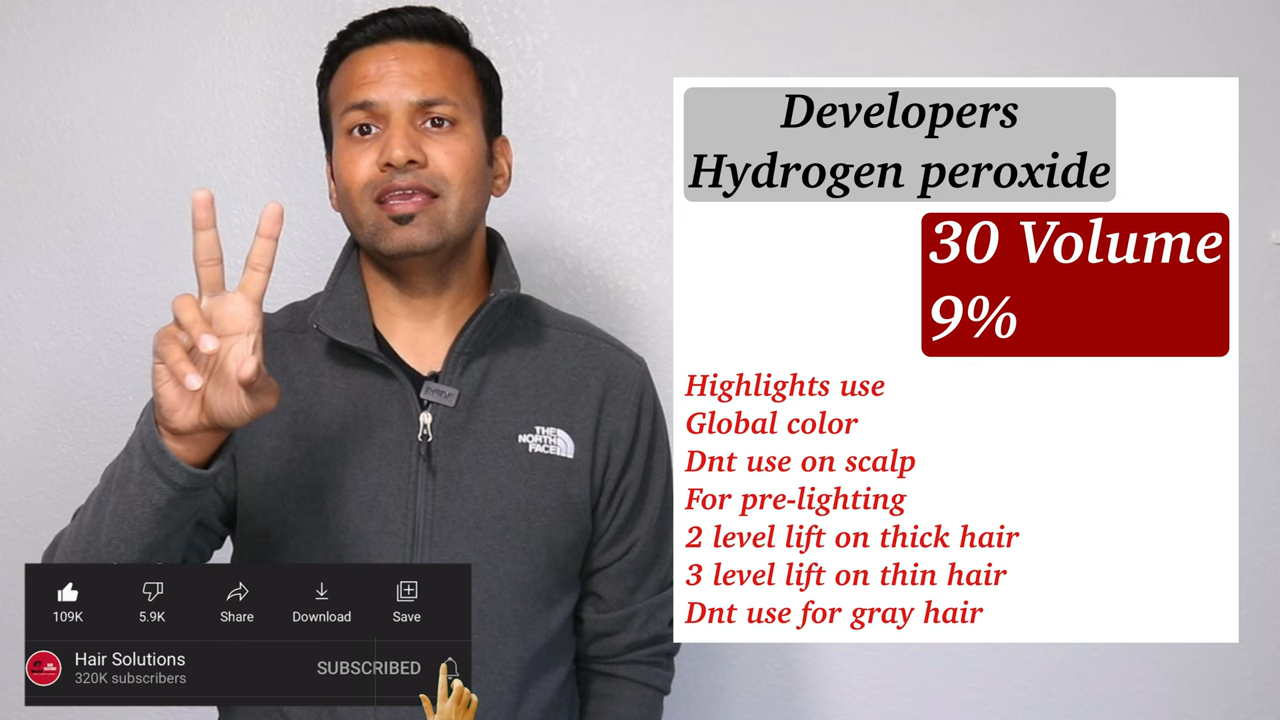 Developers
Hydrogen peroxide
30 Volume
9%
Highlights use
Global color
Dnt use on scalp
For pre-lighting
2 level lift on thick hair
3 level lift on thin hair
Dnt use for gray hair
THE
NORTH
FACE
109K
5.9K
Share
Download
Save
Hair Solutions
320K subscribers
SUBSCRIBED